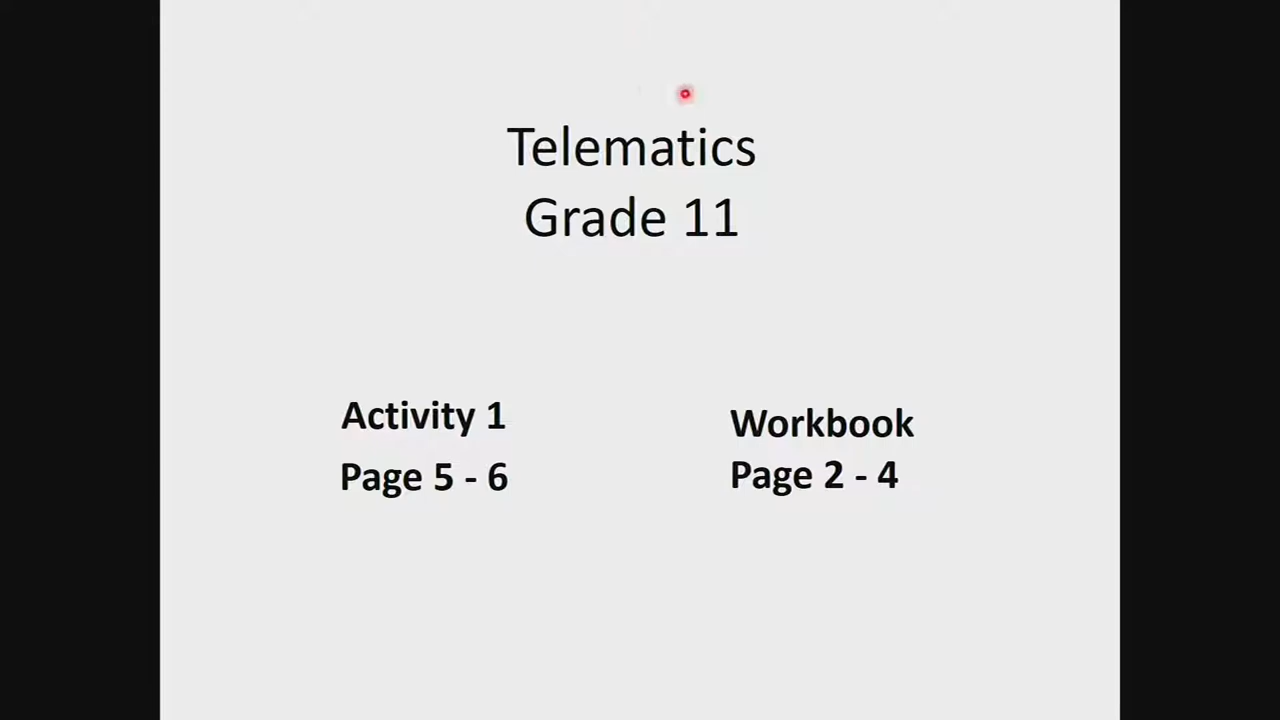 Telematics
Grade 11
Activity 1
Page 5 - 6
Workbook
Page 2 - 4